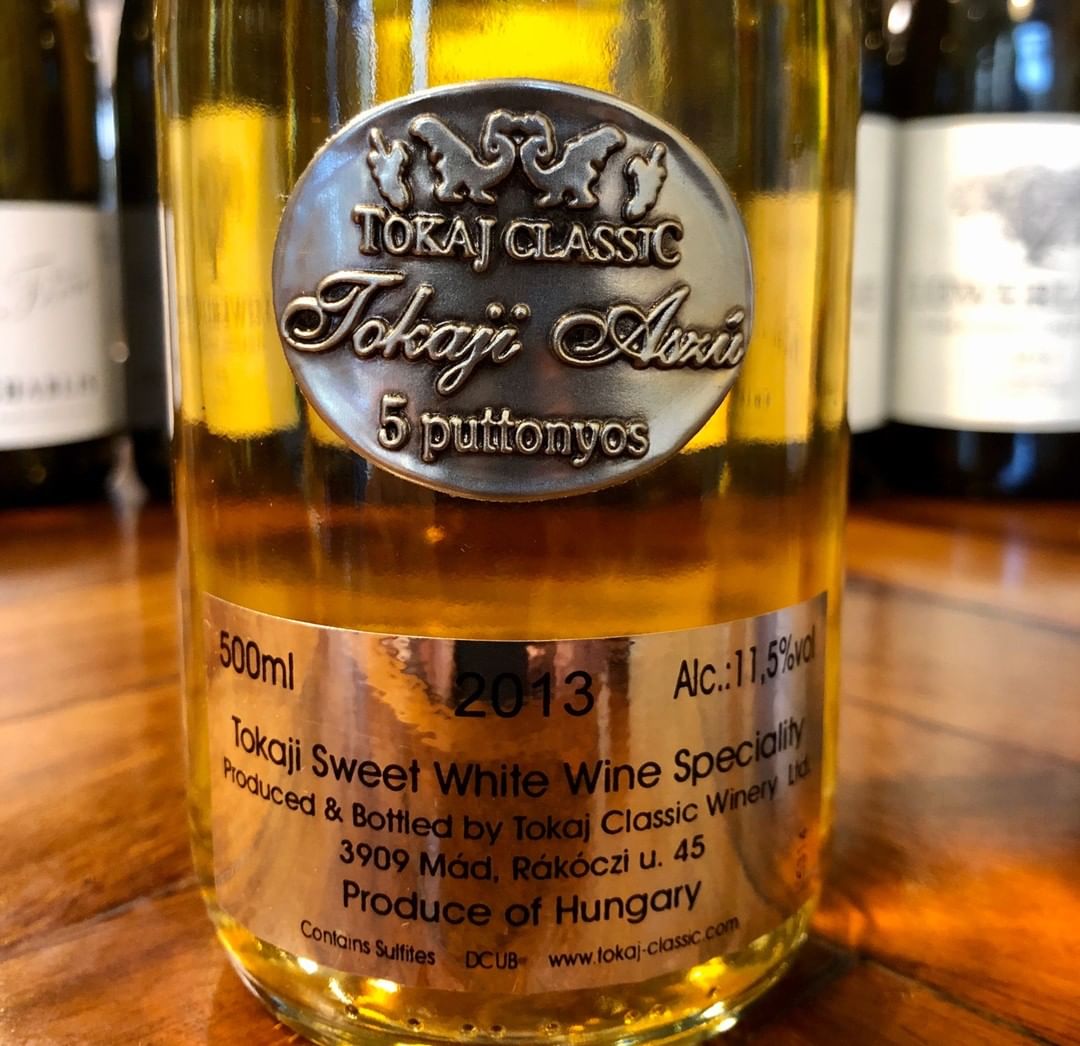 TOKAJ CLASSIC
Tokaji Aszú
5 puttonyos
500ml 2013 Alc.:11,5%vol
Tokaji Sweet White Wine Speciality
Produced & Bottled by Tokaj Classic Winery Ltd.
3909 Mád, Rákóczi u. 45
Produce of Hungary
Contains Sulfites DCUB www.tokaj-classic.com